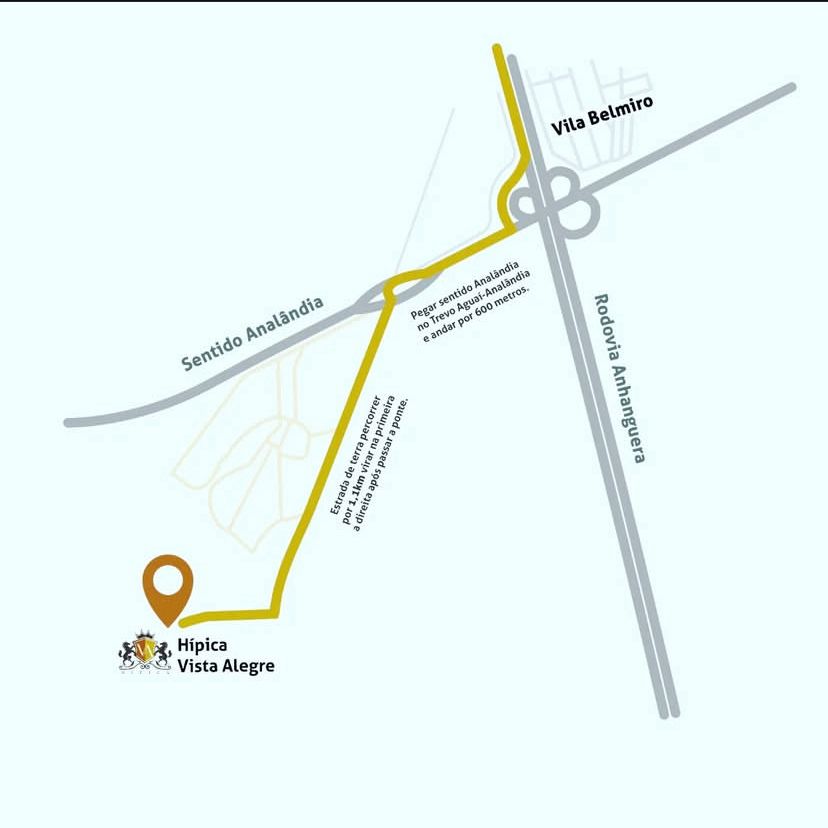 Vila Belmiro
Sentido Analândia
Pegar sentido Analândia
no Trevo Aguaí-Analândia
e andar por 600 metros.
Rodovia Anhanguera
Estrada de terra percorrer
por 1,1km virar na primeira
a direita após passar a ponte.
Hípica
Vista Alegre